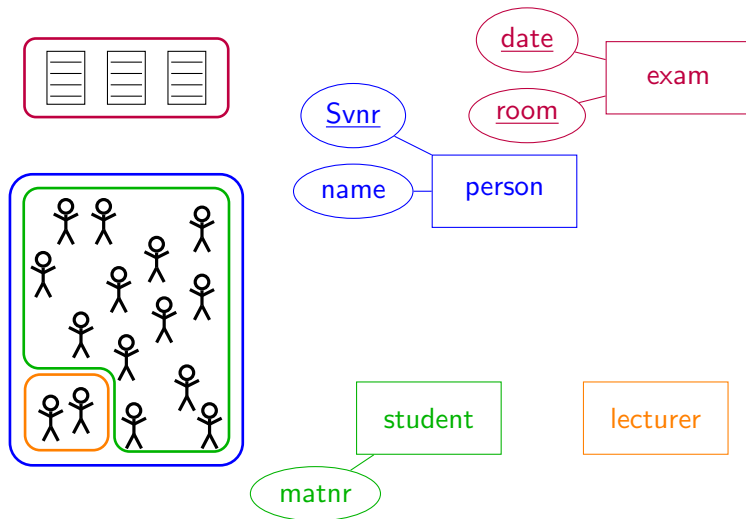 date
exam
room
Svnr
name
person
student
lecturer
matnr